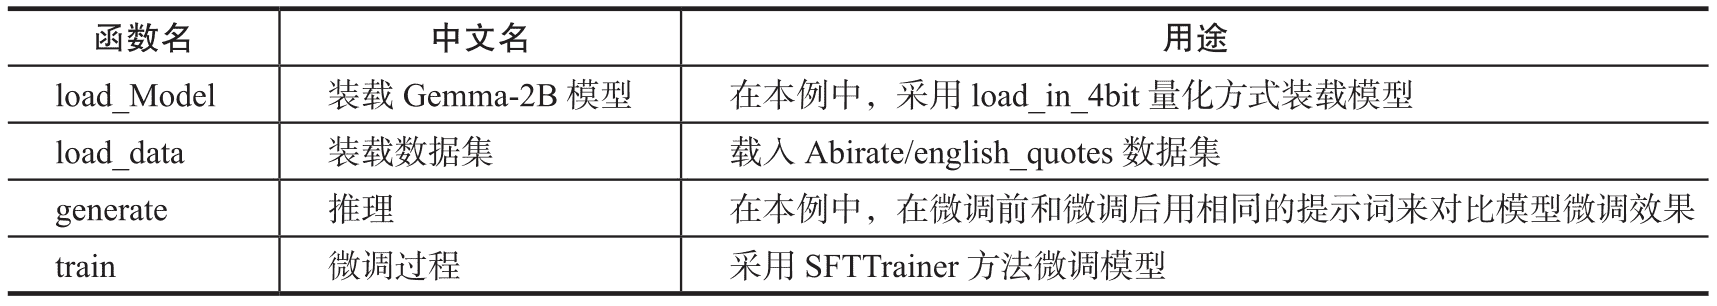 函数名 中文名 用途
load_Model 装载 Gemma-2B 模型 在本例中，采用 load_in_4bit 量化方式装载模型
load_data 装载数据集 载入 Abirate/english_quotes 数据集
generate 推理 在本例中，在微调前和微调后用相同的提示词来对比模型微调效果
train 微调过程 采用 SFTTrainer 方法微调模型